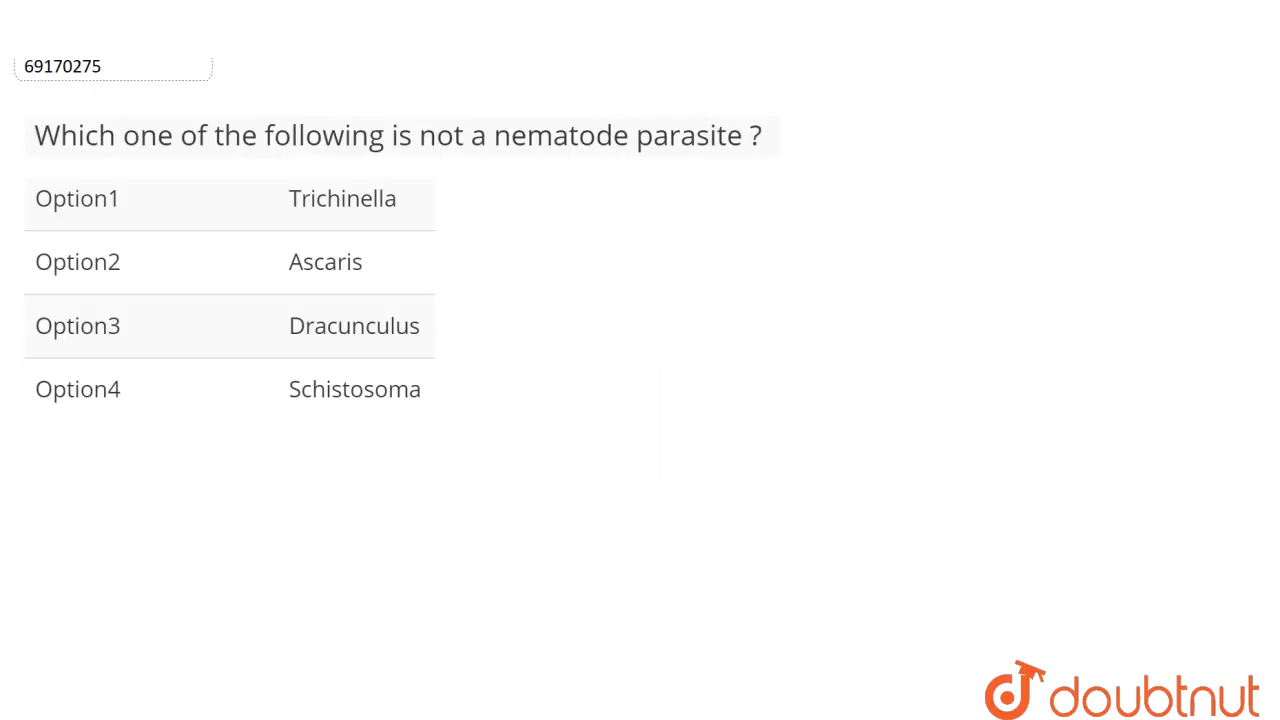 69170275
Which one of the following is not a nematode parasite ?
Option1 Trichinella
Option2 Ascaris
Option3 Dracunculus
Option4 Schistosoma
doubtnut